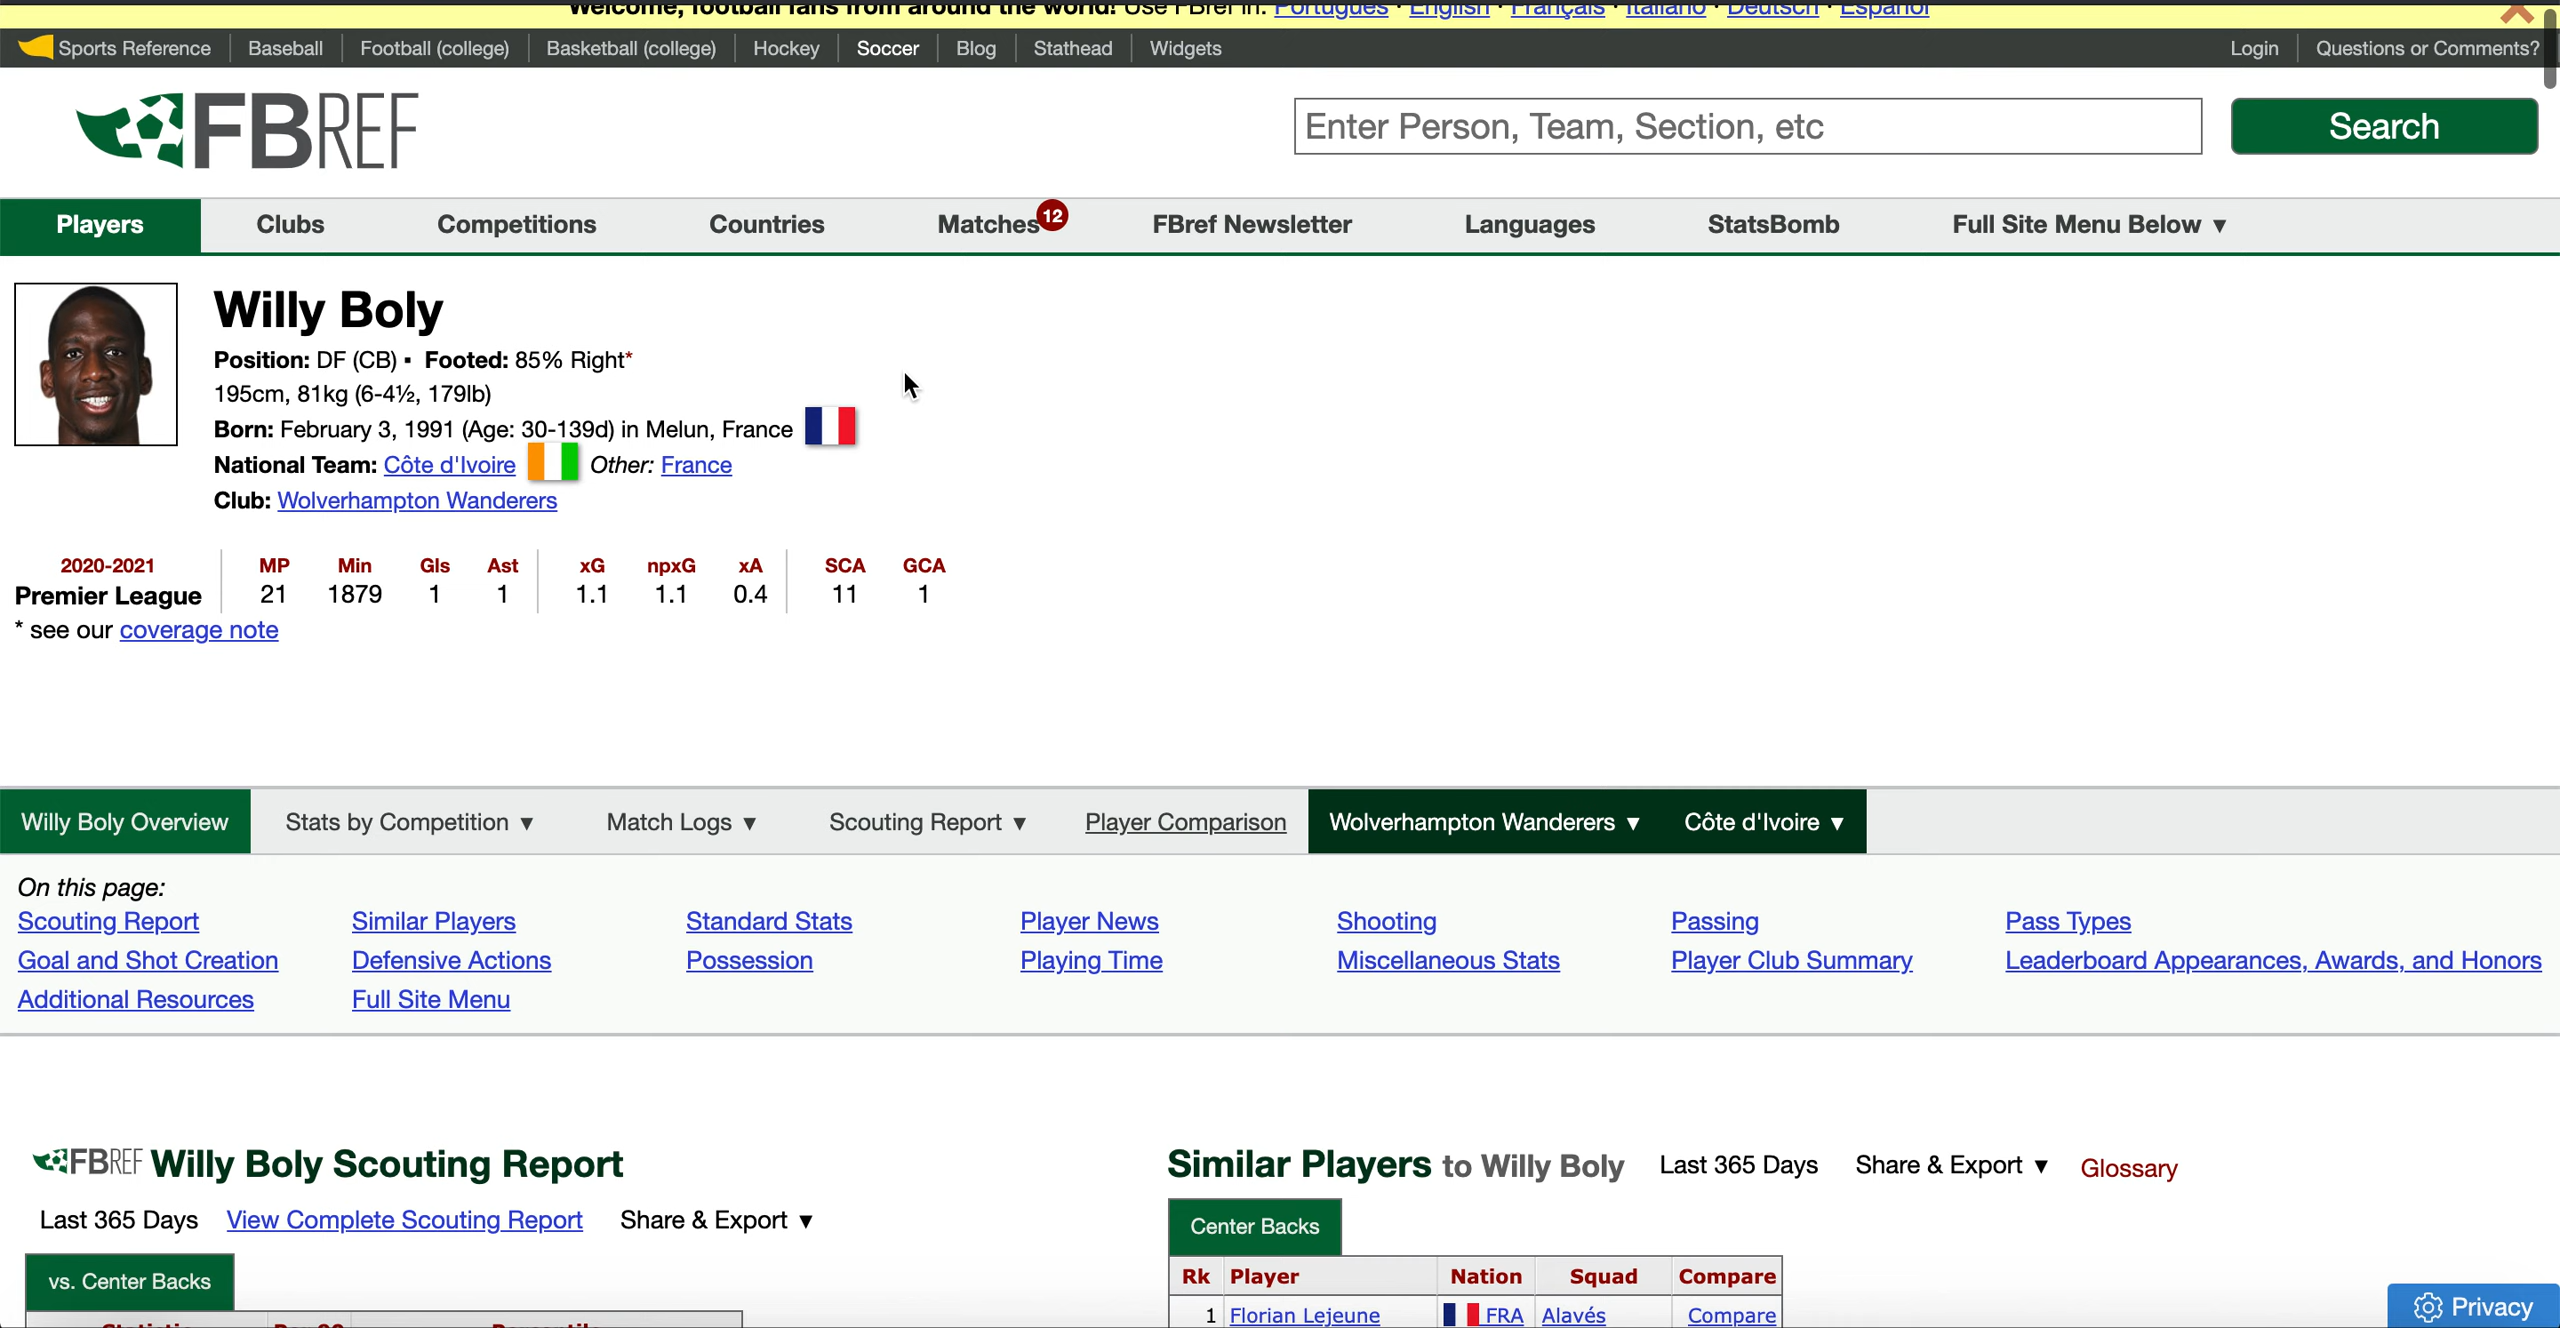 Welcome, football fans from around the world! Use FBref in: Português · English · Français · Italiano · Deutsch · Español
Sports Reference Baseball Football (college) Basketball (college) Hockey Soccer Blog Stathead Widgets Login Questions or Comments?
FBREF Enter Person, Team, Section, etc Search
Players Clubs Competitions Countries Matches 12 FBref Newsletter Languages StatsBomb Full Site Menu Below ▼
Willy Boly
Position: DF (CB) ▪ Footed: 85% Right*
195cm, 81kg (6-4½, 179lb)
Born: February 3, 1991 (Age: 30-139d) in Melun, France
National Team: Côte d'Ivoire Other: France
Club: Wolverhampton Wanderers
2020-2021 MP Min Gls Ast xG npxG xA SCA GCA
Premier League 21 1879 1 1 1.1 1.1 0.4 11 1
* see our coverage note
Willy Boly Overview Stats by Competition ▼ Match Logs ▼ Scouting Report ▼ Player Comparison Wolverhampton Wanderers ▼ Côte d'Ivoire ▼
On this page:
Scouting Report Similar Players Standard Stats Player News Shooting Passing Pass Types
Goal and Shot Creation Defensive Actions Possession Playing Time Miscellaneous Stats Player Club Summary Leaderboard Appearances, Awards, and Honors
Additional Resources Full Site Menu
FBREF Willy Boly Scouting Report
Last 365 Days View Complete Scouting Report Share & Export ▼
vs. Center Backs
Statistic Per 90 Percentile
Similar Players to Willy Boly Last 365 Days Share & Export ▼ Glossary
Center Backs
Rk Player Nation Squad Compare
1 Florian Lejeune FRA Alavés Compare
Privacy